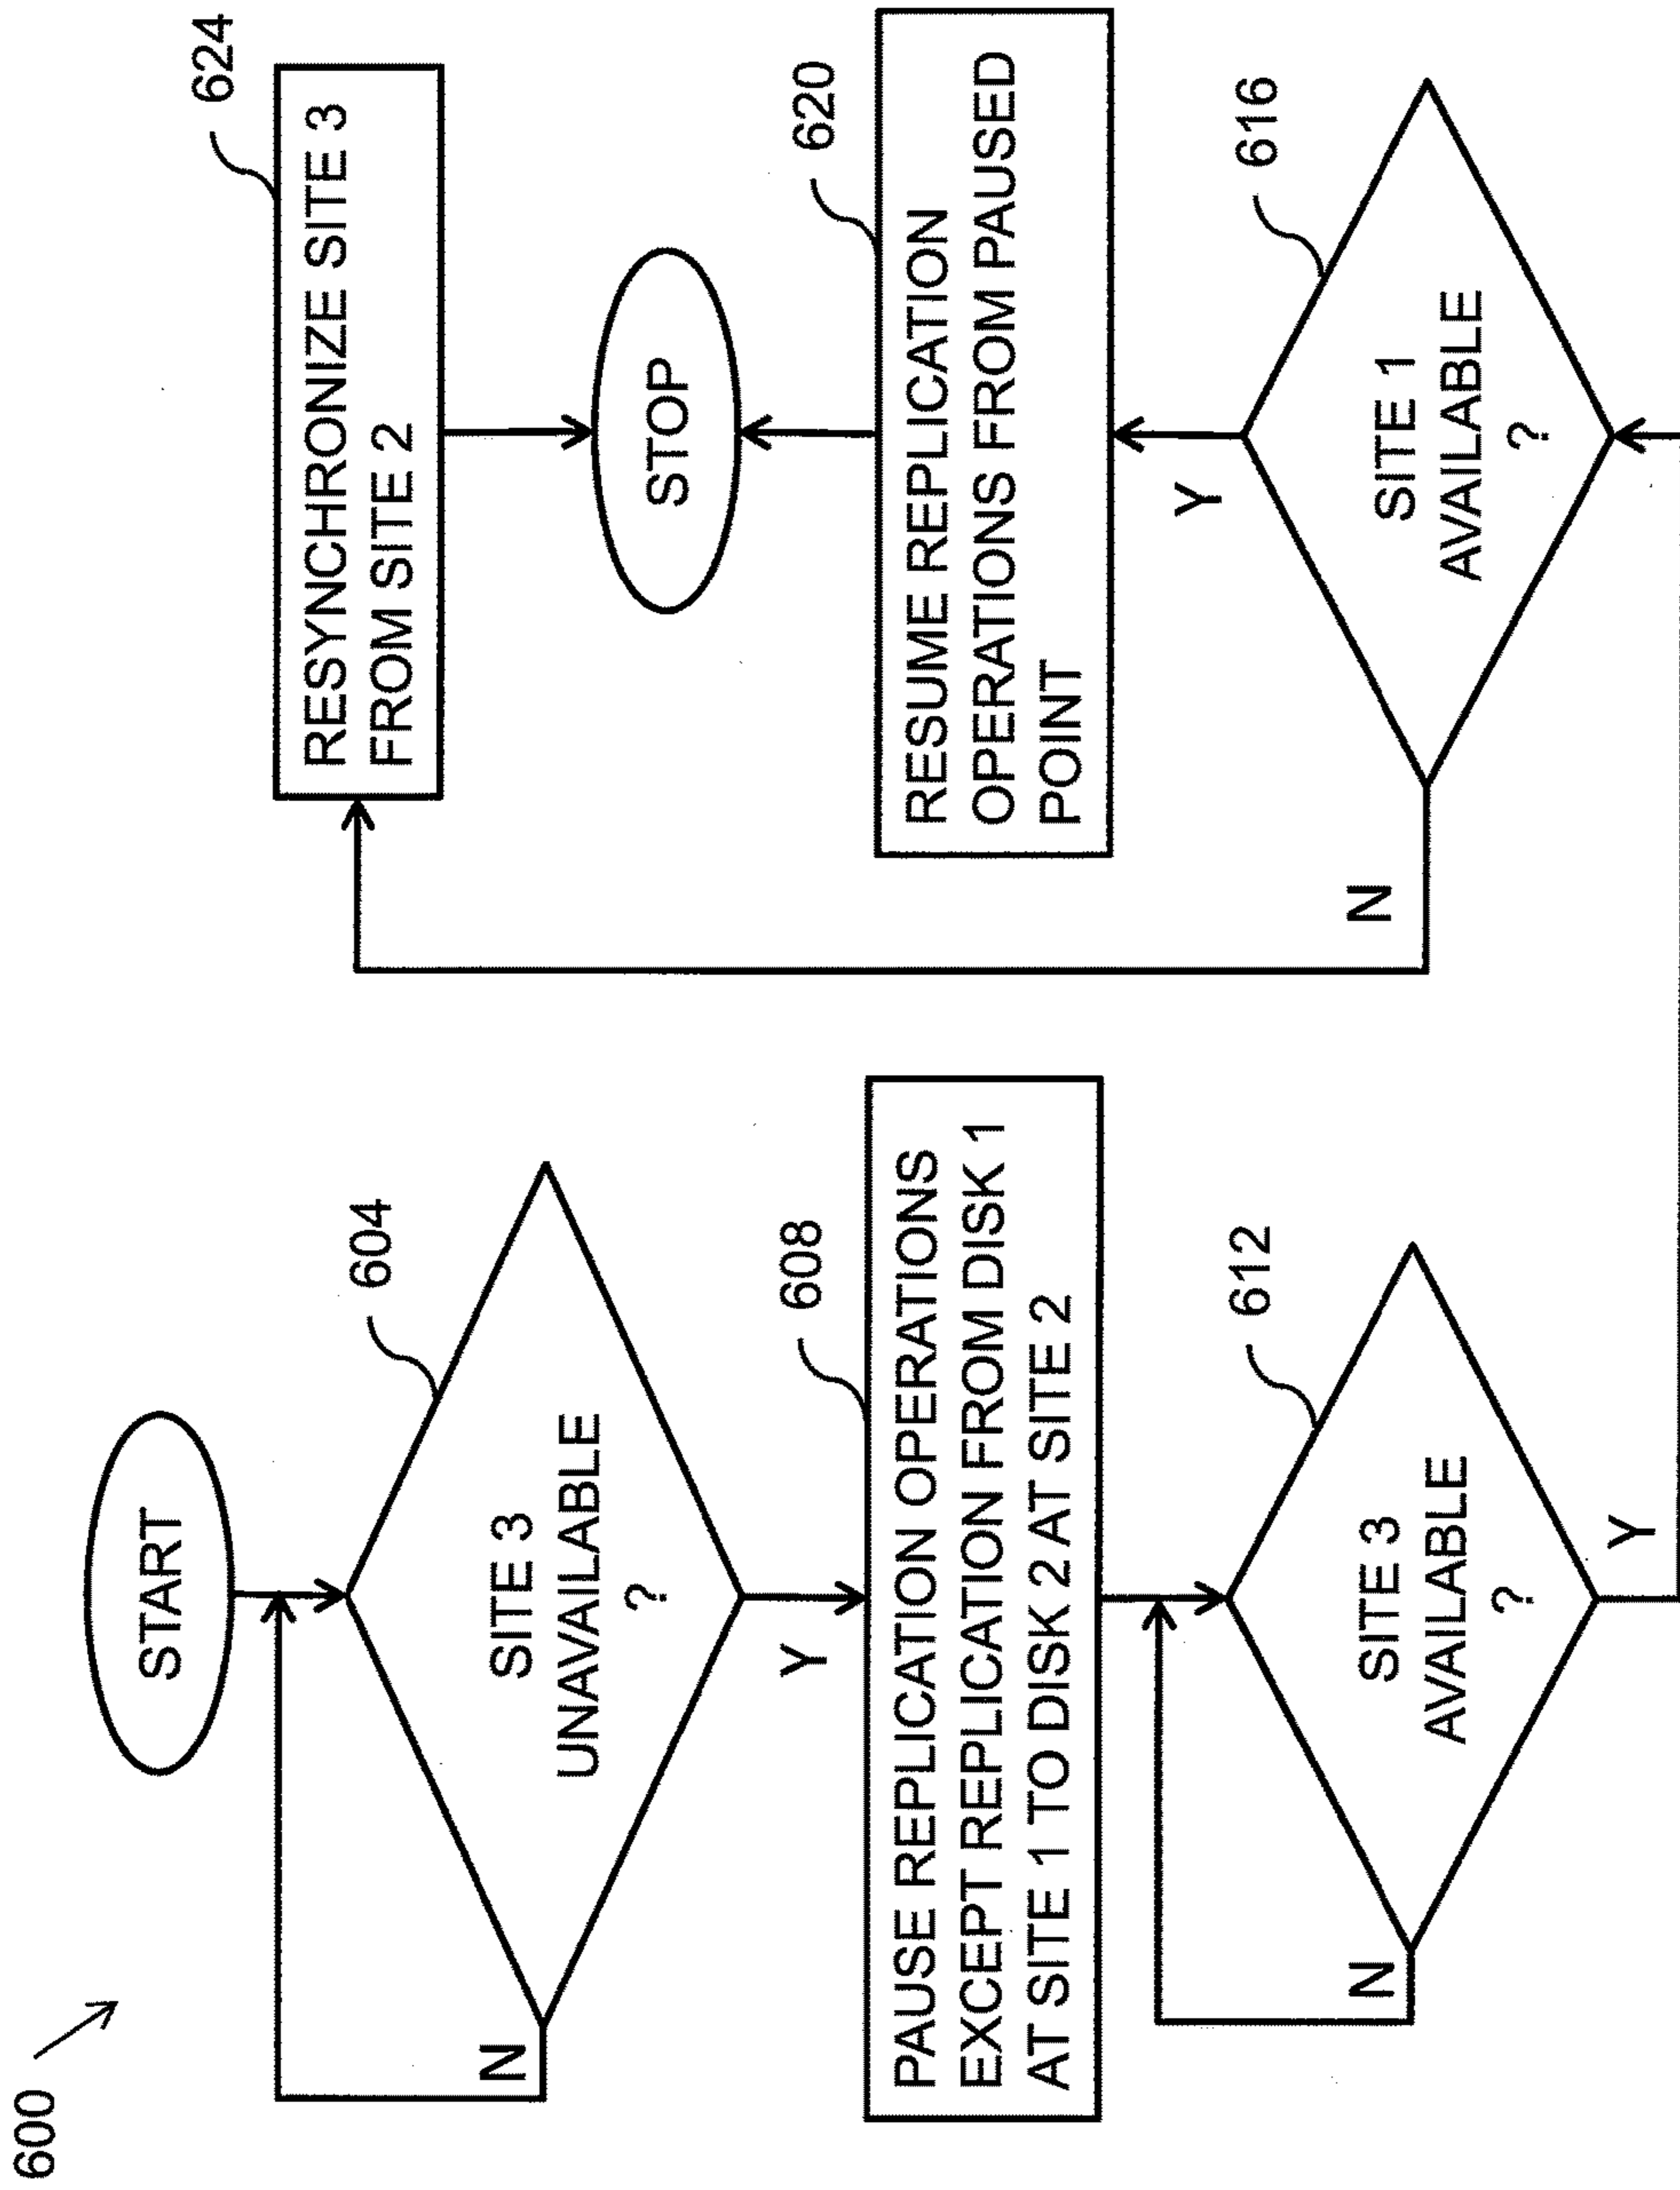 600
START
604
SITE 3
UNAVAILABLE
?
N
Y
608
PAUSE REPLICATION OPERATIONS
EXCEPT REPLICATION FROM DISK 1
AT SITE 1 TO DISK 2 AT SITE 2
612
SITE 3
AVAILABLE
?
N
Y
624
RESYNCHRONIZE SITE 3
FROM SITE 2
STOP
620
RESUME REPLICATION
OPERATIONS FROM PAUSED
POINT
Y
616
SITE 1
AVAILABLE
?
N